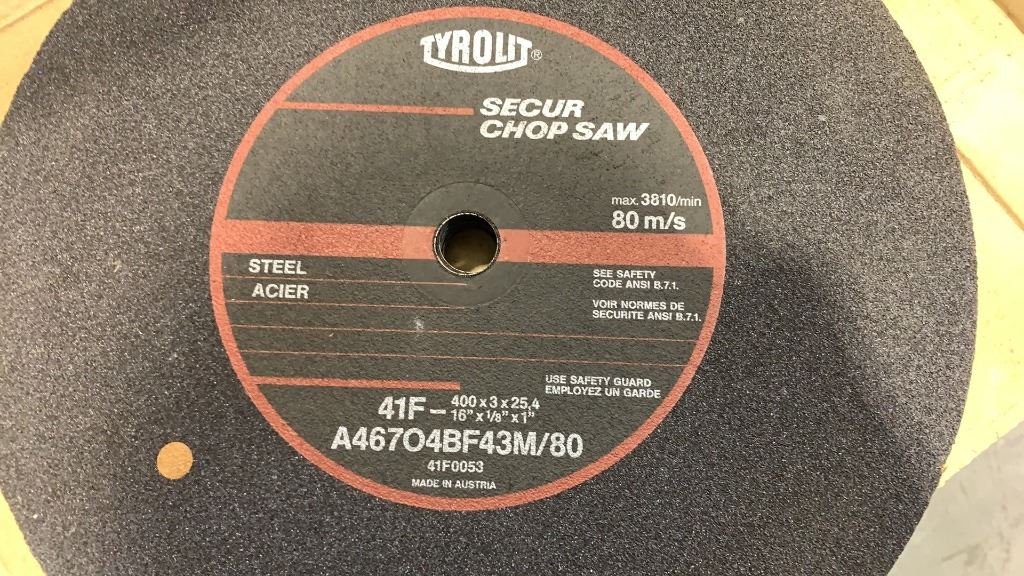 TYROLIT®
SECUR
CHOP SAW
max. 3810/min
80 m/s
STEEL
ACIER
SEE SAFETY
CODE ANSI B.7.1.
VOIR NORMES DE
SECURITE ANSI B.7.1.
USE SAFETY GUARD
EMPLOYEZ UN GARDE
41F – 400 x 3 x 25,4
16" x 1/8" x 1"
A467O4BF43M/80
41F0053
MADE IN AUSTRIA